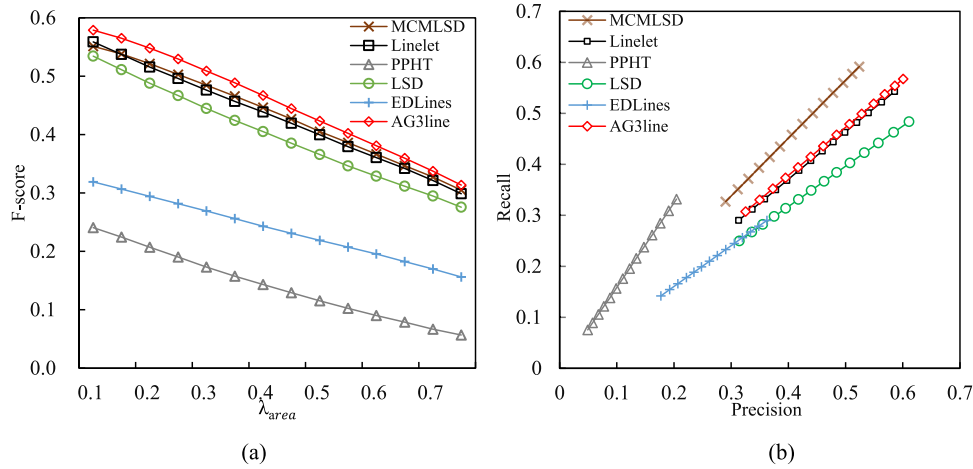 0.6
0.5
0.4
0.3
0.2
0.1
0.0
F-score
MCMLSD
Linelet
PPHT
LSD
EDLines
AG3line
0.1 0.2 0.3 0.4 0.5 0.6 0.7
λarea
(a)
0.7
0.6
0.5
0.4
0.3
0.2
0.1
0
Recall
MCMLSD
Linelet
PPHT
LSD
EDLines
AG3line
0 0.1 0.2 0.3 0.4 0.5 0.6 0.7
Precision
(b)